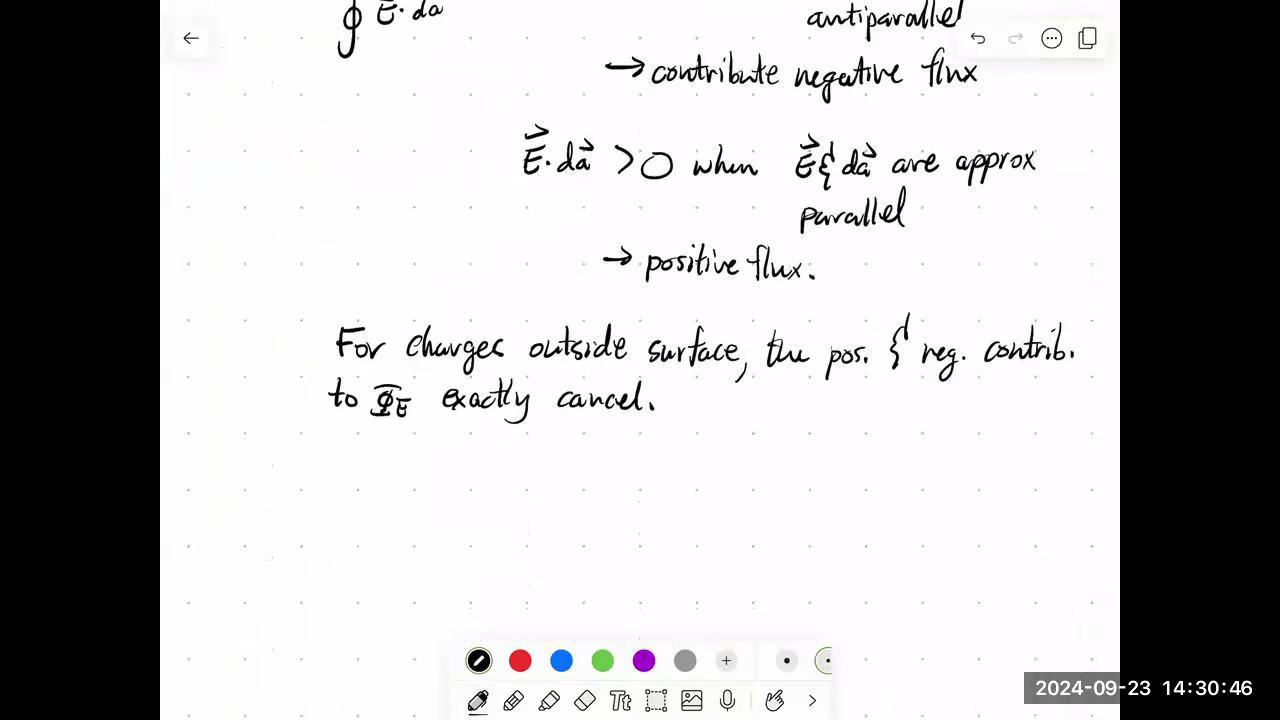 ∮ E⃗·da
antiparallel
→ contribute negative flux
E⃗·da⃗ > 0 when E⃗ & da⃗ are approx
parallel
→ positive flux.
For charges outside surface, the pos. & neg. contrib.
to Φ_E exactly cancel.
Tt
2024-09-23 14:30:46